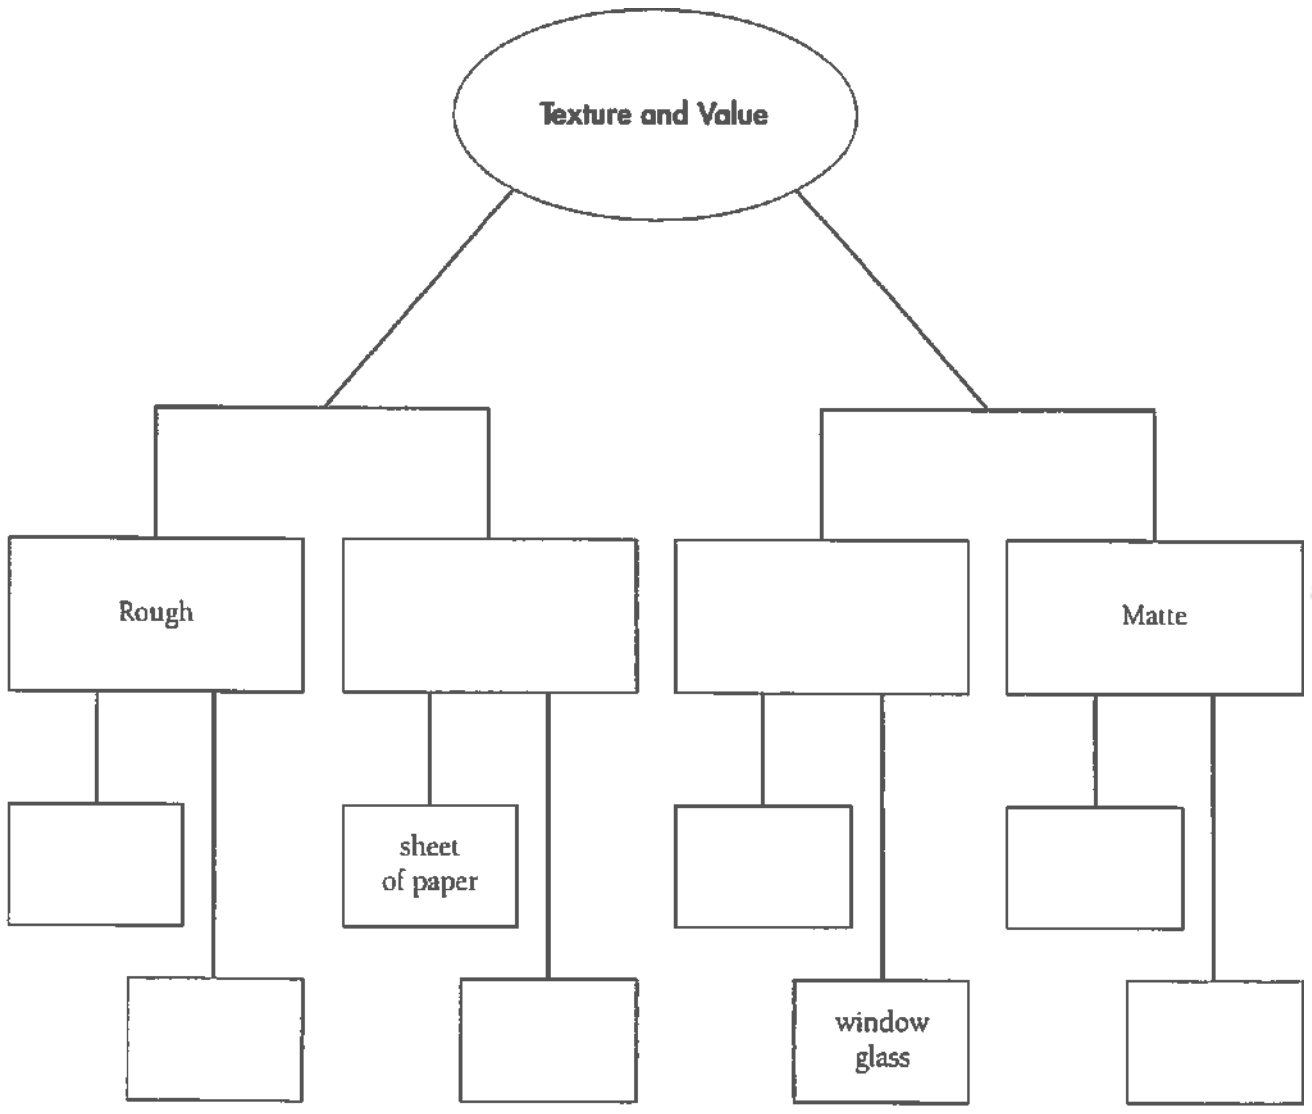 Texture and Value
Rough
Matte
sheet
of paper
window
glass